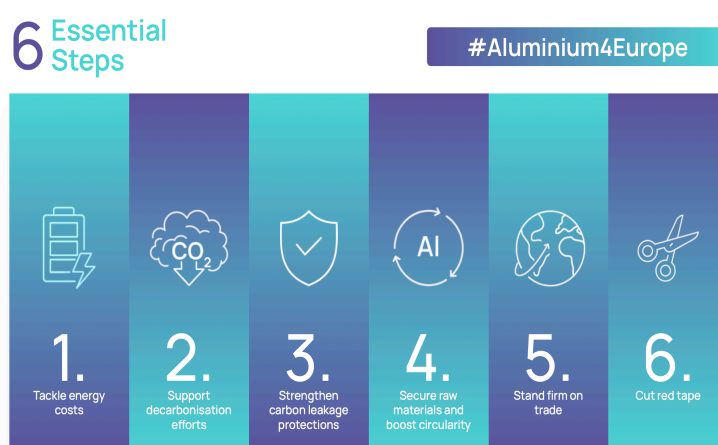 6 Essential
Steps
#Aluminium4Europe
CO2
Al
1.
Tackle energy
costs
2.
Support
decarbonisation
efforts
3.
Strengthen
carbon leakage
protections
4.
Secure raw
materials and
boost circularity
5.
Stand firm on
trade
6.
Cut red tape